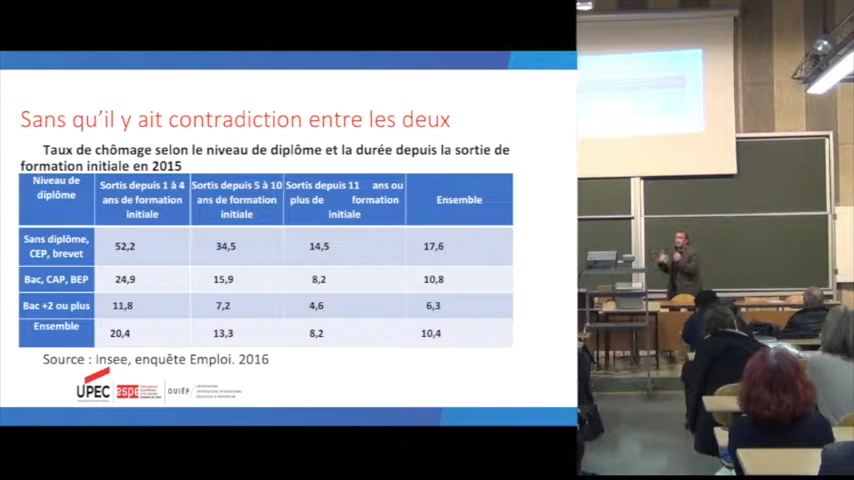 Sans qu'il y ait contradiction entre les deux
Taux de chômage selon le niveau de diplôme et la durée depuis la sortie de
formation initiale en 2015
Niveau de diplôme | Sortis depuis 1 à 4 ans de formation initiale | Sortis depuis 5 à 10 ans de formation initiale | Sortis depuis 11 ans ou plus de formation initiale | Ensemble
Sans diplôme, CEP, brevet | 52,2 | 34,5 | 14,5 | 17,6
Bac, CAP, BEP | 24,9 | 15,9 | 8,2 | 10,8
Bac +2 ou plus | 11,8 | 7,2 | 4,6 | 6,3
Ensemble | 20,4 | 13,3 | 8,2 | 10,4
Source : Insee, enquête Emploi. 2016
UPEC espe OUIEP